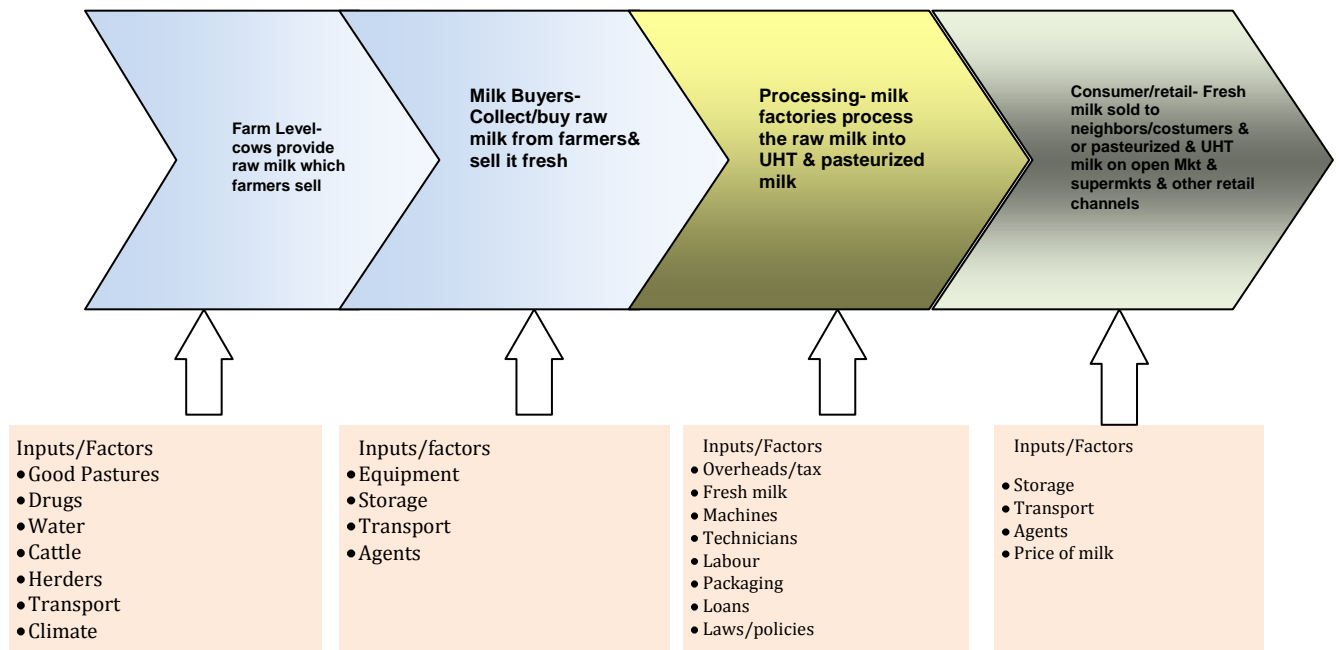 Farm Level-
cows provide
raw milk which
farmers sell
Milk Buyers-
Collect/buy raw
milk from farmers&
sell it fresh
Processing- milk
factories process
the raw milk into
UHT & pasteurized
milk
Consumer/retail- Fresh
milk sold to
neighbors/costumers &
or pasteurized & UHT
milk on open Mkt &
supermkts & other retail
channels
Inputs/Factors
• Good Pastures
• Drugs
• Water
• Cattle
• Herders
• Transport
• Climate
Inputs/factors
• Equipment
• Storage
• Transport
• Agents
Inputs/Factors
• Overheads/tax
• Fresh milk
• Machines
• Technicians
• Labour
• Packaging
• Loans
• Laws/policies
Inputs/Factors
• Storage
• Transport
• Agents
• Price of milk